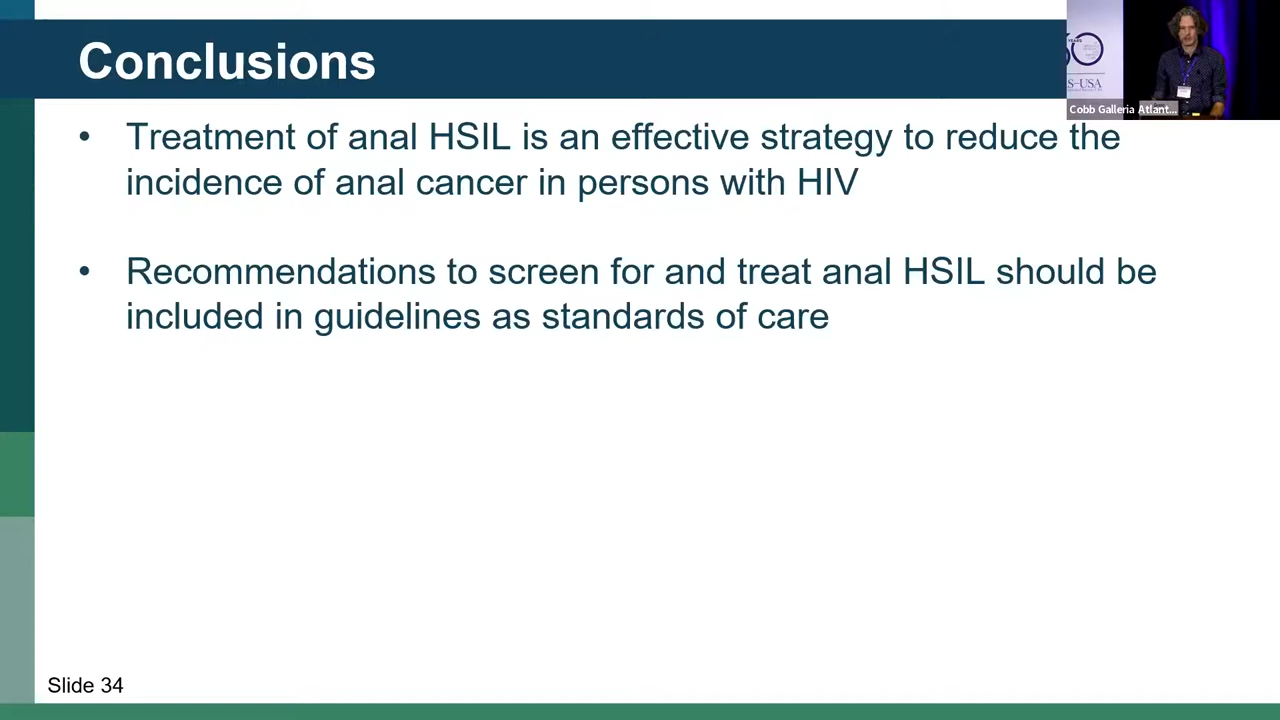 Conclusions
• Treatment of anal HSIL is an effective strategy to reduce the
incidence of anal cancer in persons with HIV
• Recommendations to screen for and treat anal HSIL should be
included in guidelines as standards of care
Slide 34
YEARS
S–USA
Cobb Galleria Atlant...